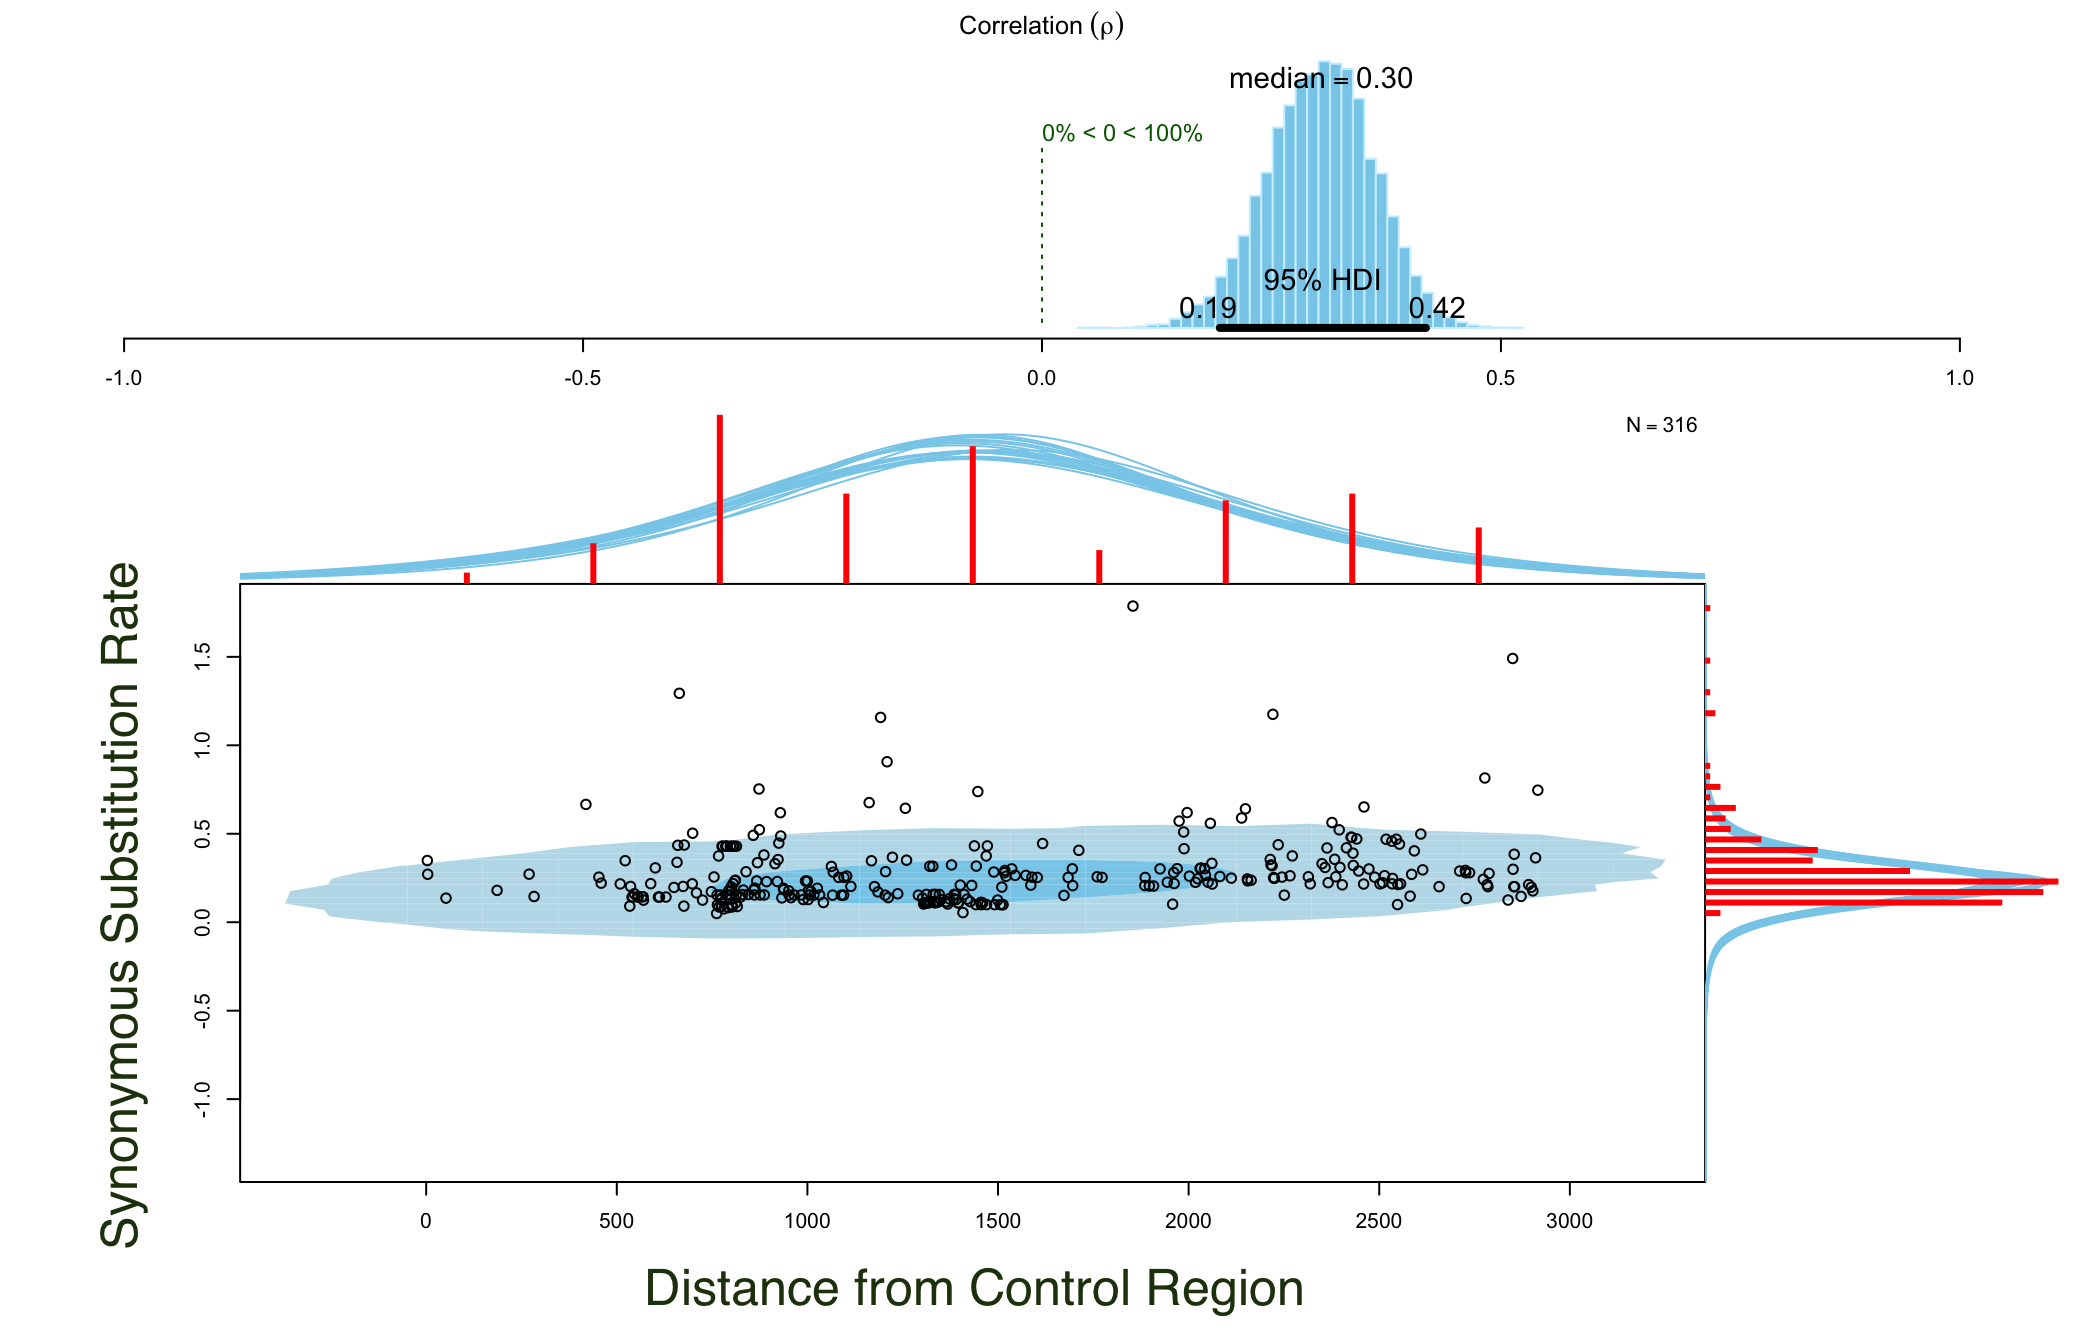 Correlation (ρ)
median = 0.30
0% < 0 < 100%
95% HDI
0.19 0.42
-1.0 -0.5 0.0 0.5 1.0
N = 316
Synonymous Substitution Rate
1.5
1.0
0.5
0.0
-0.5
-1.0
0 500 1000 1500 2000 2500 3000
Distance from Control Region